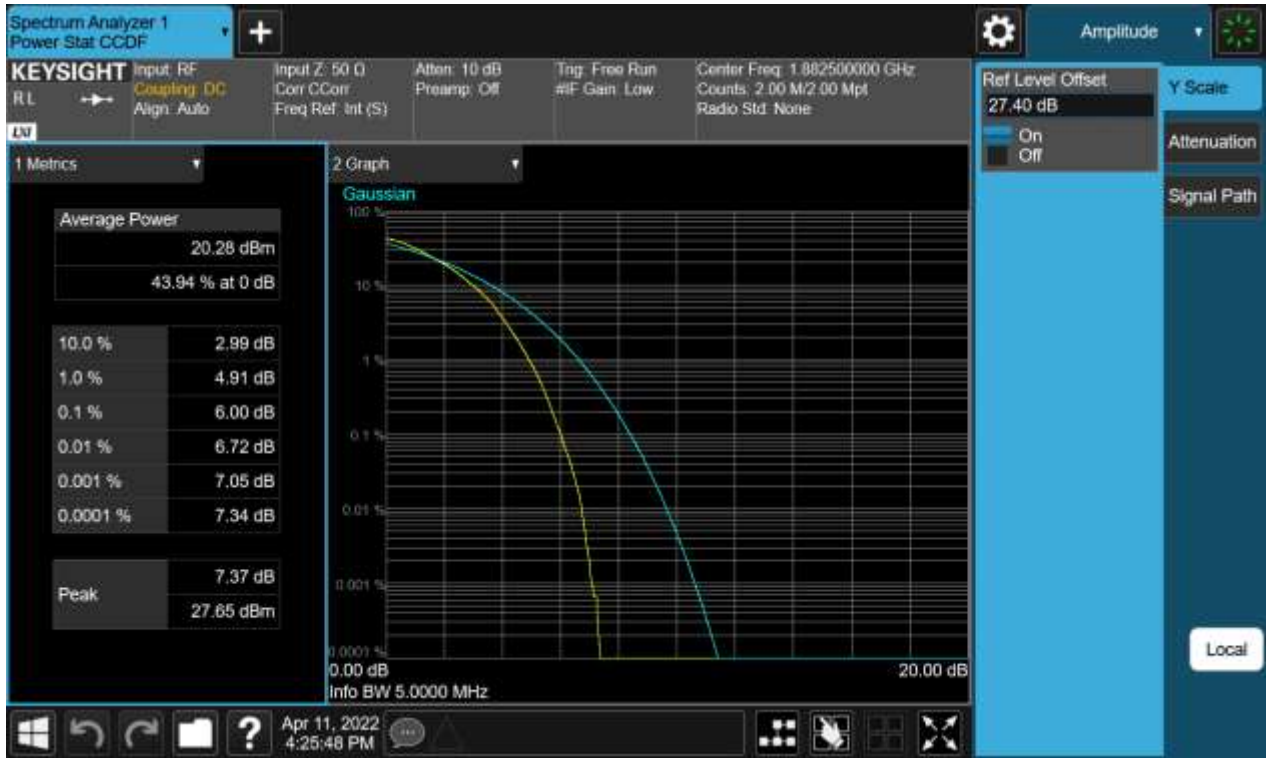 Spectrum Analyzer 1
Power Stat CCDF
+
Amplitude
KEYSIGHT
RL
LXI
Input: RF
Coupling: DC
Align: Auto
Input Z: 50 Ω
Corr CCorr
Freq Ref: Int (S)
Atten: 10 dB
Preamp: Off
Trig: Free Run
#IF Gain: Low
Center Freq: 1.882500000 GHz
Counts: 2.00 M/2.00 Mpt
Radio Std: None
Ref Level Offset
27.40 dB
On
Off
Y Scale
Attenuation
Signal Path
1 Metrics
Average Power
20.28 dBm
43.94 % at 0 dB
10.0 % 2.99 dB
1.0 % 4.91 dB
0.1 % 6.00 dB
0.01 % 6.72 dB
0.001 % 7.05 dB
0.0001 % 7.34 dB
Peak
7.37 dB
27.65 dBm
2 Graph
Gaussian
100 %
10 %
1 %
0.1 %
0.01 %
0.001 %
0.0001 %
0.00 dB 20.00 dB
Info BW 5.0000 MHz
Local
?
Apr 11, 2022
4:25:48 PM